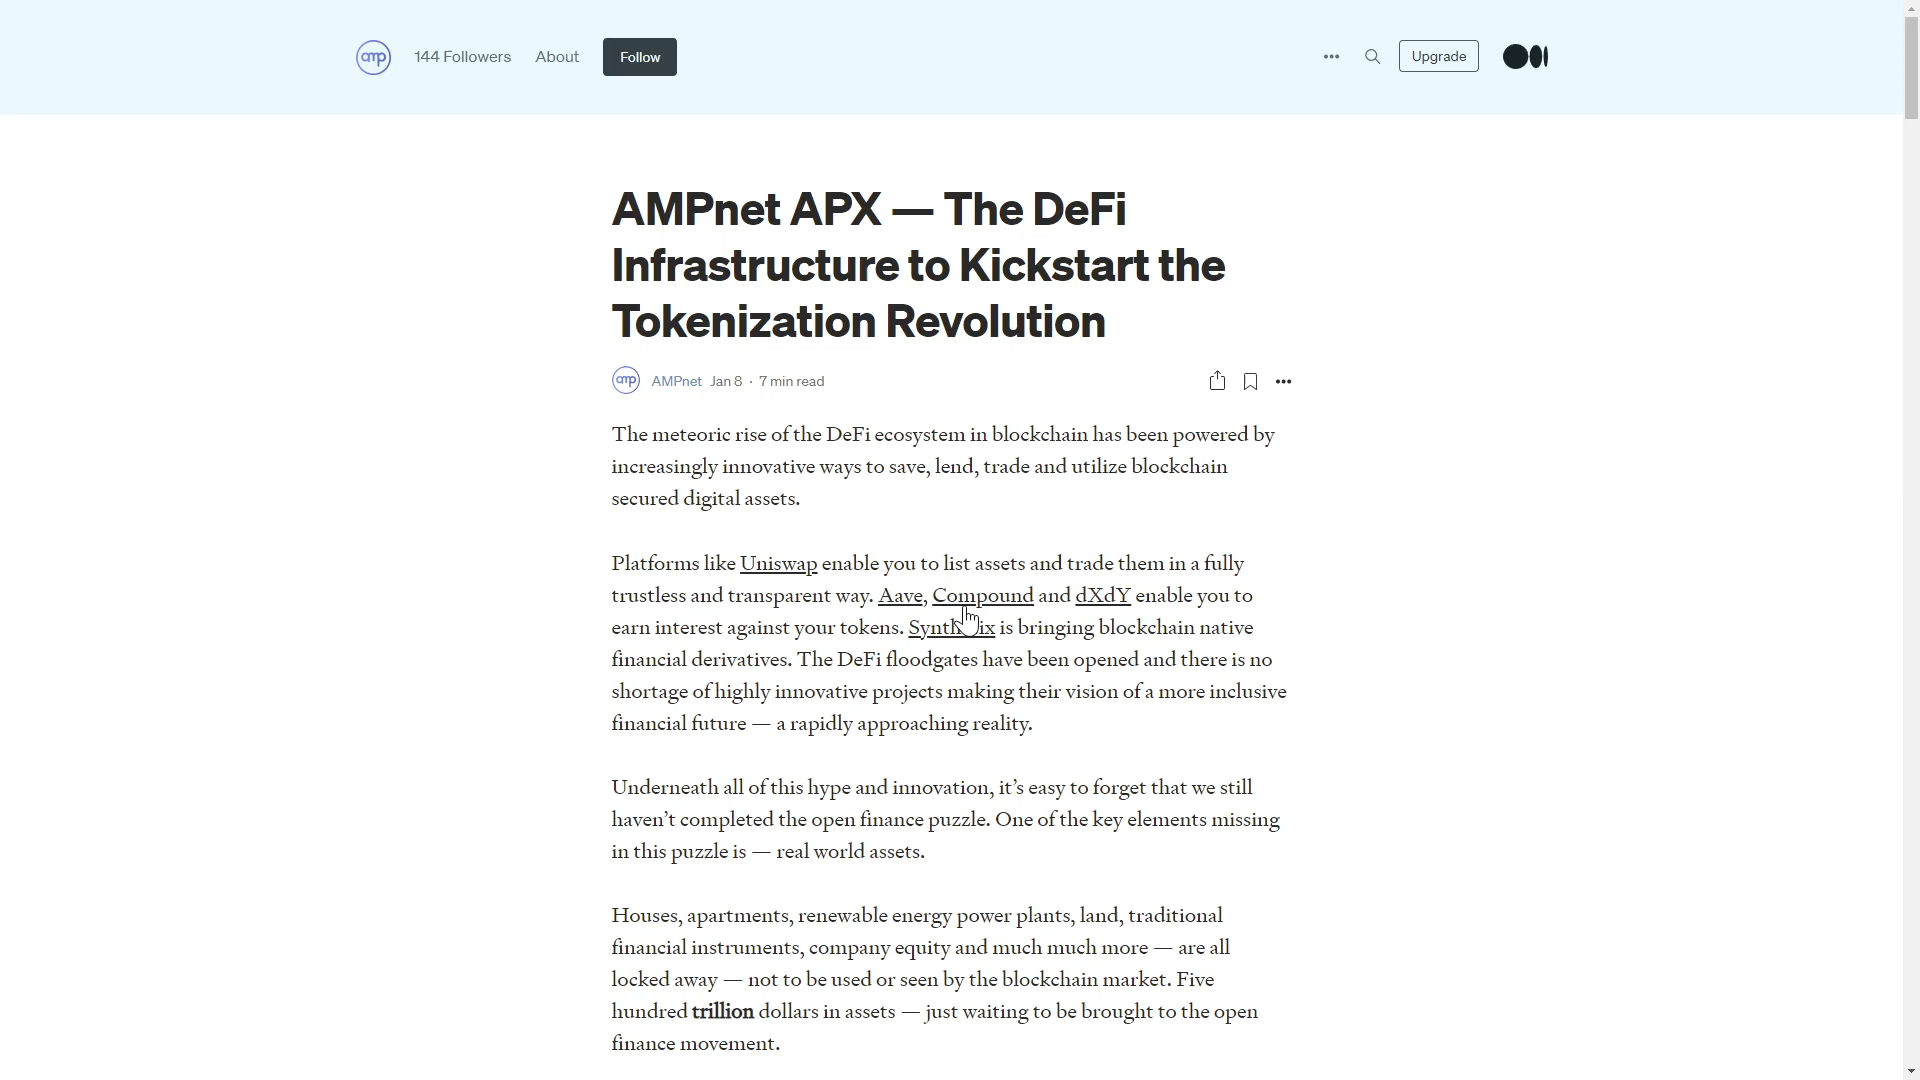 amp 144 Followers About Follow Upgrade
AMPnet APX — The DeFi
Infrastructure to Kickstart the
Tokenization Revolution
amp AMPnet Jan 8 · 7 min read
The meteoric rise of the DeFi ecosystem in blockchain has been powered by
increasingly innovative ways to save, lend, trade and utilize blockchain
secured digital assets.
Platforms like Uniswap enable you to list assets and trade them in a fully
trustless and transparent way. Aave, Compound and dXdY enable you to
earn interest against your tokens. Synthetix is bringing blockchain native
financial derivatives. The DeFi floodgates have been opened and there is no
shortage of highly innovative projects making their vision of a more inclusive
financial future — a rapidly approaching reality.
Underneath all of this hype and innovation, it’s easy to forget that we still
haven’t completed the open finance puzzle. One of the key elements missing
in this puzzle is — real world assets.
Houses, apartments, renewable energy power plants, land, traditional
financial instruments, company equity and much much more — are all
locked away — not to be used or seen by the blockchain market. Five
hundred trillion dollars in assets — just waiting to be brought to the open
finance movement.